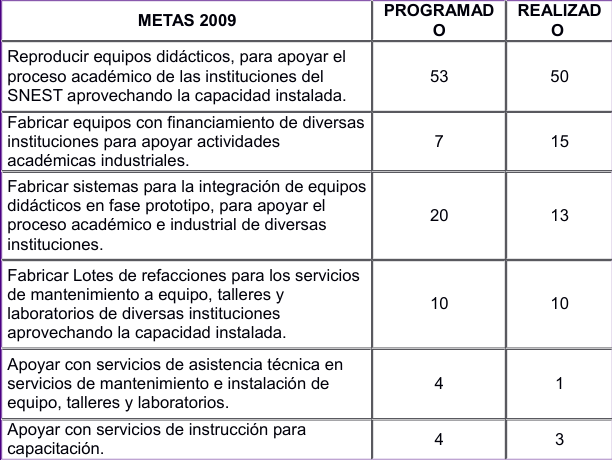 METAS 2009
PROGRAMAD
O
REALIZAD
O
Reproducir equipos didácticos, para apoyar el
proceso académico de las instituciones del
SNEST aprovechando la capacidad instalada.
53
50
Fabricar equipos con financiamiento de diversas
instituciones para apoyar actividades
académicas industriales.
7
15
Fabricar sistemas para la integración de equipos
didácticos en fase prototipo, para apoyar el
proceso académico e industrial de diversas
instituciones.
20
13
Fabricar Lotes de refacciones para los servicios
de mantenimiento a equipo, talleres y
laboratorios de diversas instituciones
aprovechando la capacidad instalada.
10
10
Apoyar con servicios de asistencia técnica en
servicios de mantenimiento e instalación de
equipo, talleres y laboratorios.
4
1
Apoyar con servicios de instrucción para
capacitación.
4
3